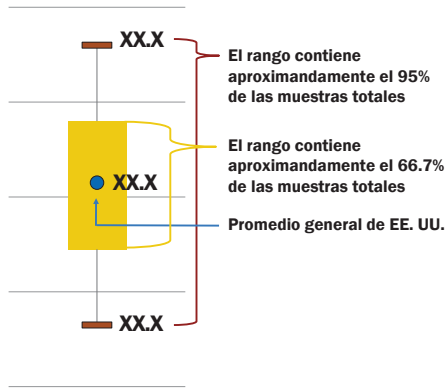 XX.X
El rango contiene
aproximandamente el 95%
de las muestras totales
El rango contiene
aproximandamente el 66.7%
de las muestras totales
XX.X
Promedio general de EE. UU.
XX.X